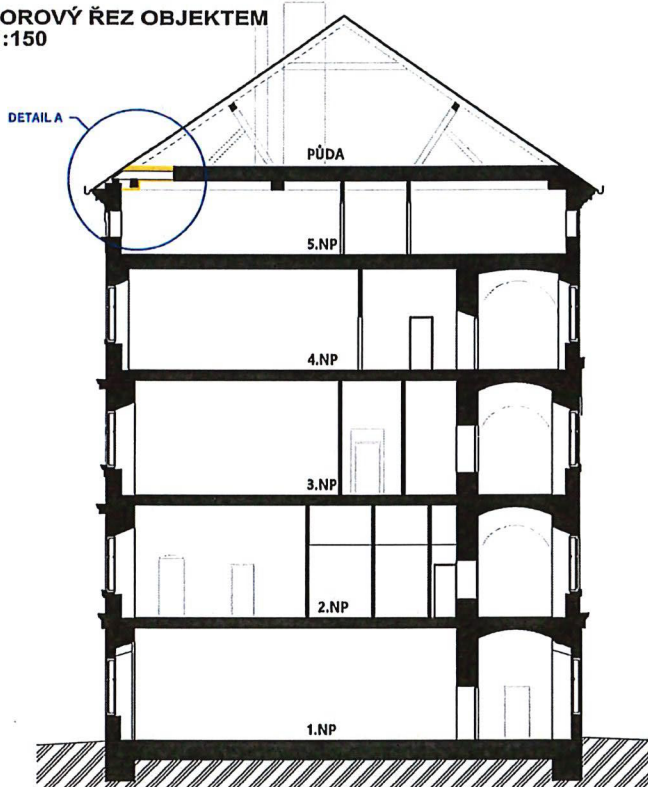 OROVÝ ŘEZ OBJEKTEM
:150
DETAIL A
PŮDA
5.NP
4.NP
3.NP
2.NP
1.NP